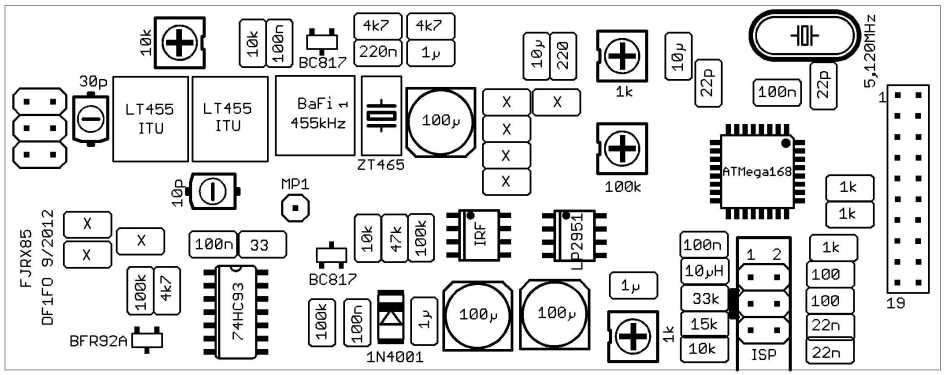 10k
10k
100n
BC817
4k7
4k7
220n
1µ
10µ
220
1k
10µ
22p
5,120MHz
100n
22p
30p
LT455
ITU
LT455
ITU
BaFi 1
455kHz
ZT465
100µ
X
X
X
X
X
100k
ATMega168
1
19
1k
1k
10p
MP1
FJRX85
DF1FO 9/2012
X
X
X
100n
33
BC817
10k
47k
100k
IRF
LP2951
100k
4k7
BFR92A
74HC93
100k
100n
1N4001
1µ
100µ
100µ
1µ
1k
100n
10µH
33k
15k
10k
1 2
ISP
1k
100
100
22n
22n